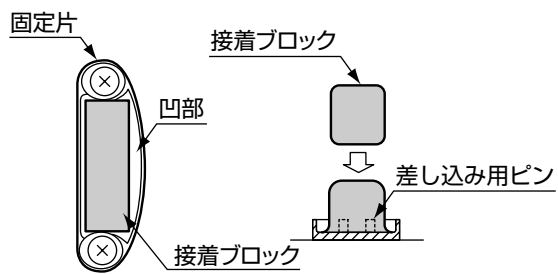 固定片
接着ブロック
凹部
差し込み用ピン
接着ブロック